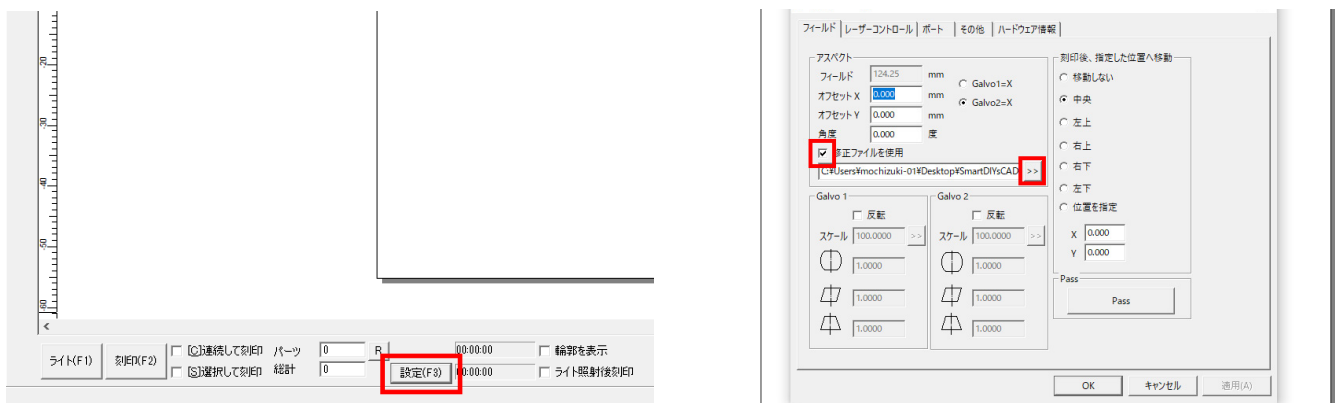 -20
-30
-40
-50
-60
<
ライト(F1)
刻印(F2)
[C]連続して刻印
パーツ
0
R
00:00:00
輪郭を表示
[S]選択して刻印
総計
0
設定(F3)
00:00:00
ライト照射後刻印
フィールド
レーザーコントロール
ポート
その他
ハードウェア情報
アスペクト
フィールド
124.25
mm
Galvo1=X
オフセット X
0.000
mm
Galvo2=X
オフセット Y
0.000
mm
角度
0.000
度
修正ファイルを使用
C:¥Users¥mochizuki-01¥Desktop¥SmartDIYsCAD
>>
Galvo 1
反転
スケール
100.0000
>>
1.0000
1.0000
1.0000
Galvo 2
反転
スケール
100.0000
>>
1.0000
1.0000
1.0000
刻印後、指定した位置へ移動
移動しない
中央
左上
右上
右下
左下
位置を指定
X
0.000
Y
0.000
Pass
Pass
OK
キャンセル
適用(A)